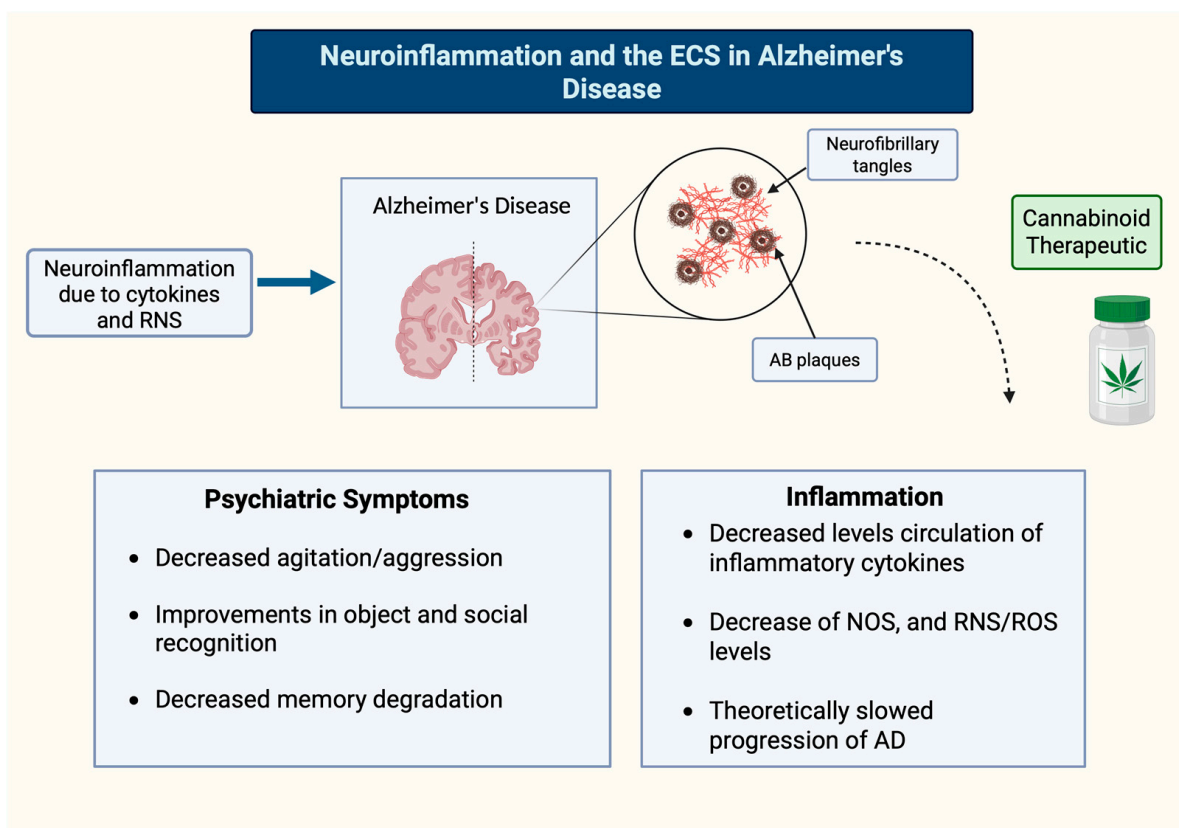 Neuroinflammation and the ECS in Alzheimer's
Disease
Neurofibrillary
tangles
Alzheimer's Disease
Cannabinoid
Therapeutic
Neuroinflammation
due to cytokines
and RNS
AB plaques
Psychiatric Symptoms
• Decreased agitation/aggression
• Improvements in object and social
recognition
• Decreased memory degradation
Inflammation
• Decreased levels circulation of
inflammatory cytokines
• Decrease of NOS, and RNS/ROS
levels
• Theoretically slowed
progression of AD